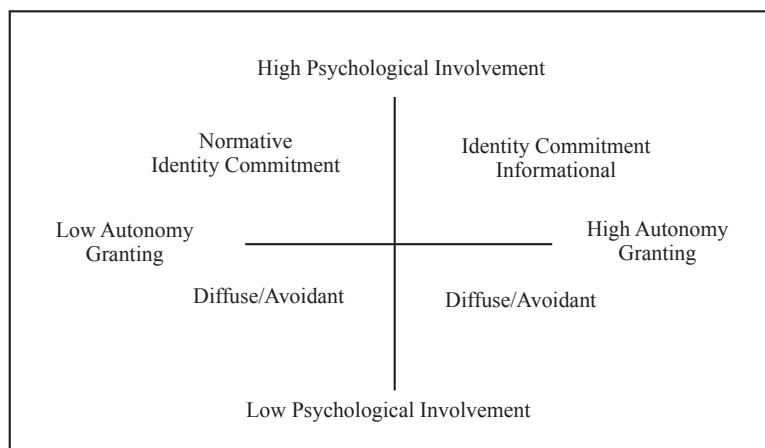 High Psychological Involvement
Normative
Identity Commitment
Identity Commitment
Informational
Low Autonomy
Granting
High Autonomy
Granting
Diffuse/Avoidant
Diffuse/Avoidant
Low Psychological Involvement